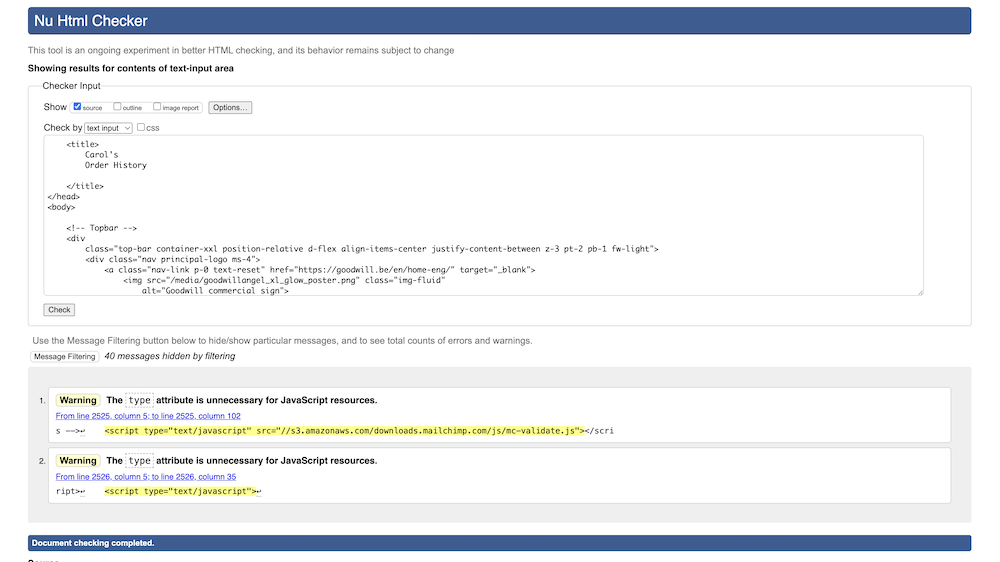 Nu Html Checker
This tool is an ongoing experiment in better HTML checking, and its behavior remains subject to change
Showing results for contents of text-input area
Checker Input
Show source outline image report Options...
Check by text input css
<title>
Carol's
Order History
</title>
</head>
<body>
<!-- Topbar -->
<div
class="top-bar container-xxl position-relative d-flex align-items-center justify-content-between z-3 pt-2 pb-1 fw-light">
<div class="nav principal-logo ms-4">
<a class="nav-link p-0 text-reset" href="https://goodwill.be/en/home-eng/" target="_blank">
<img src="/media/goodwillangel_xl_glow_poster.png" class="img-fluid"
alt="Goodwill commercial sign">
Check
Use the Message Filtering button below to hide/show particular messages, and to see total counts of errors and warnings.
Message Filtering 40 messages hidden by filtering
1. Warning The type attribute is unnecessary for JavaScript resources.
From line 2525, column 5; to line 2525, column 102
s -->↩ <script type="text/javascript" src="//s3.amazonaws.com/downloads.mailchimp.com/js/mc-validate.js"></scri
2. Warning The type attribute is unnecessary for JavaScript resources.
From line 2526, column 5; to line 2526, column 35
ript>↩ <script type="text/javascript">↩
Document checking completed.